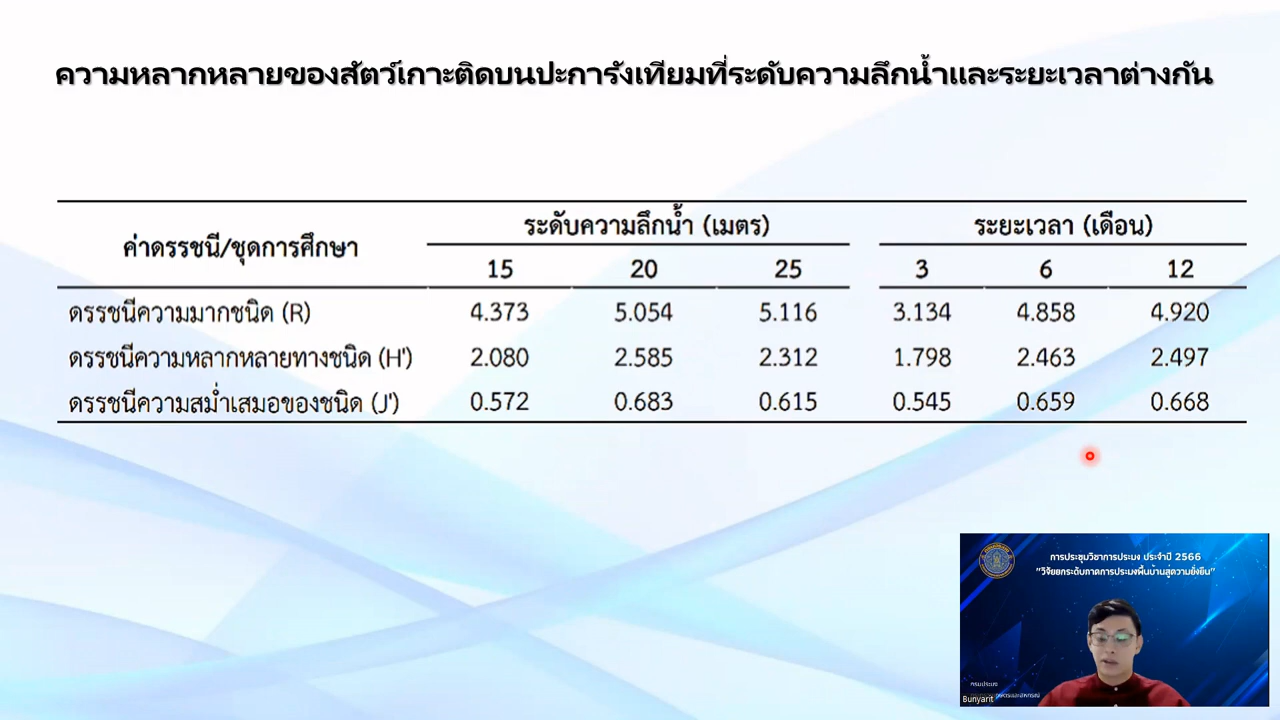 ความหลากหลายของสัตว์เกาะติดบนปะการังเทียมที่ระดับความลึกน้ำและระยะเวลาต่างกัน
ค่าดรรชนี/ชุดการศึกษา ระดับความลึกน้ำ (เมตร) ระยะเวลา (เดือน)
15 20 25 3 6 12
ดรรชนีความมากชนิด (R) 4.373 5.054 5.116 3.134 4.858 4.920
ดรรชนีความหลากหลายทางชนิด (H') 2.080 2.585 2.312 1.798 2.463 2.497
ดรรชนีความสม่ำเสมอของชนิด (J') 0.572 0.683 0.615 0.545 0.659 0.668
การประชุมวิชาการประมง ประจำปี 2566
"วิจัยยกระดับภาคการประมงพื้นบ้านสู่ความยั่งยืน"
กรมประมง
Bunyarit